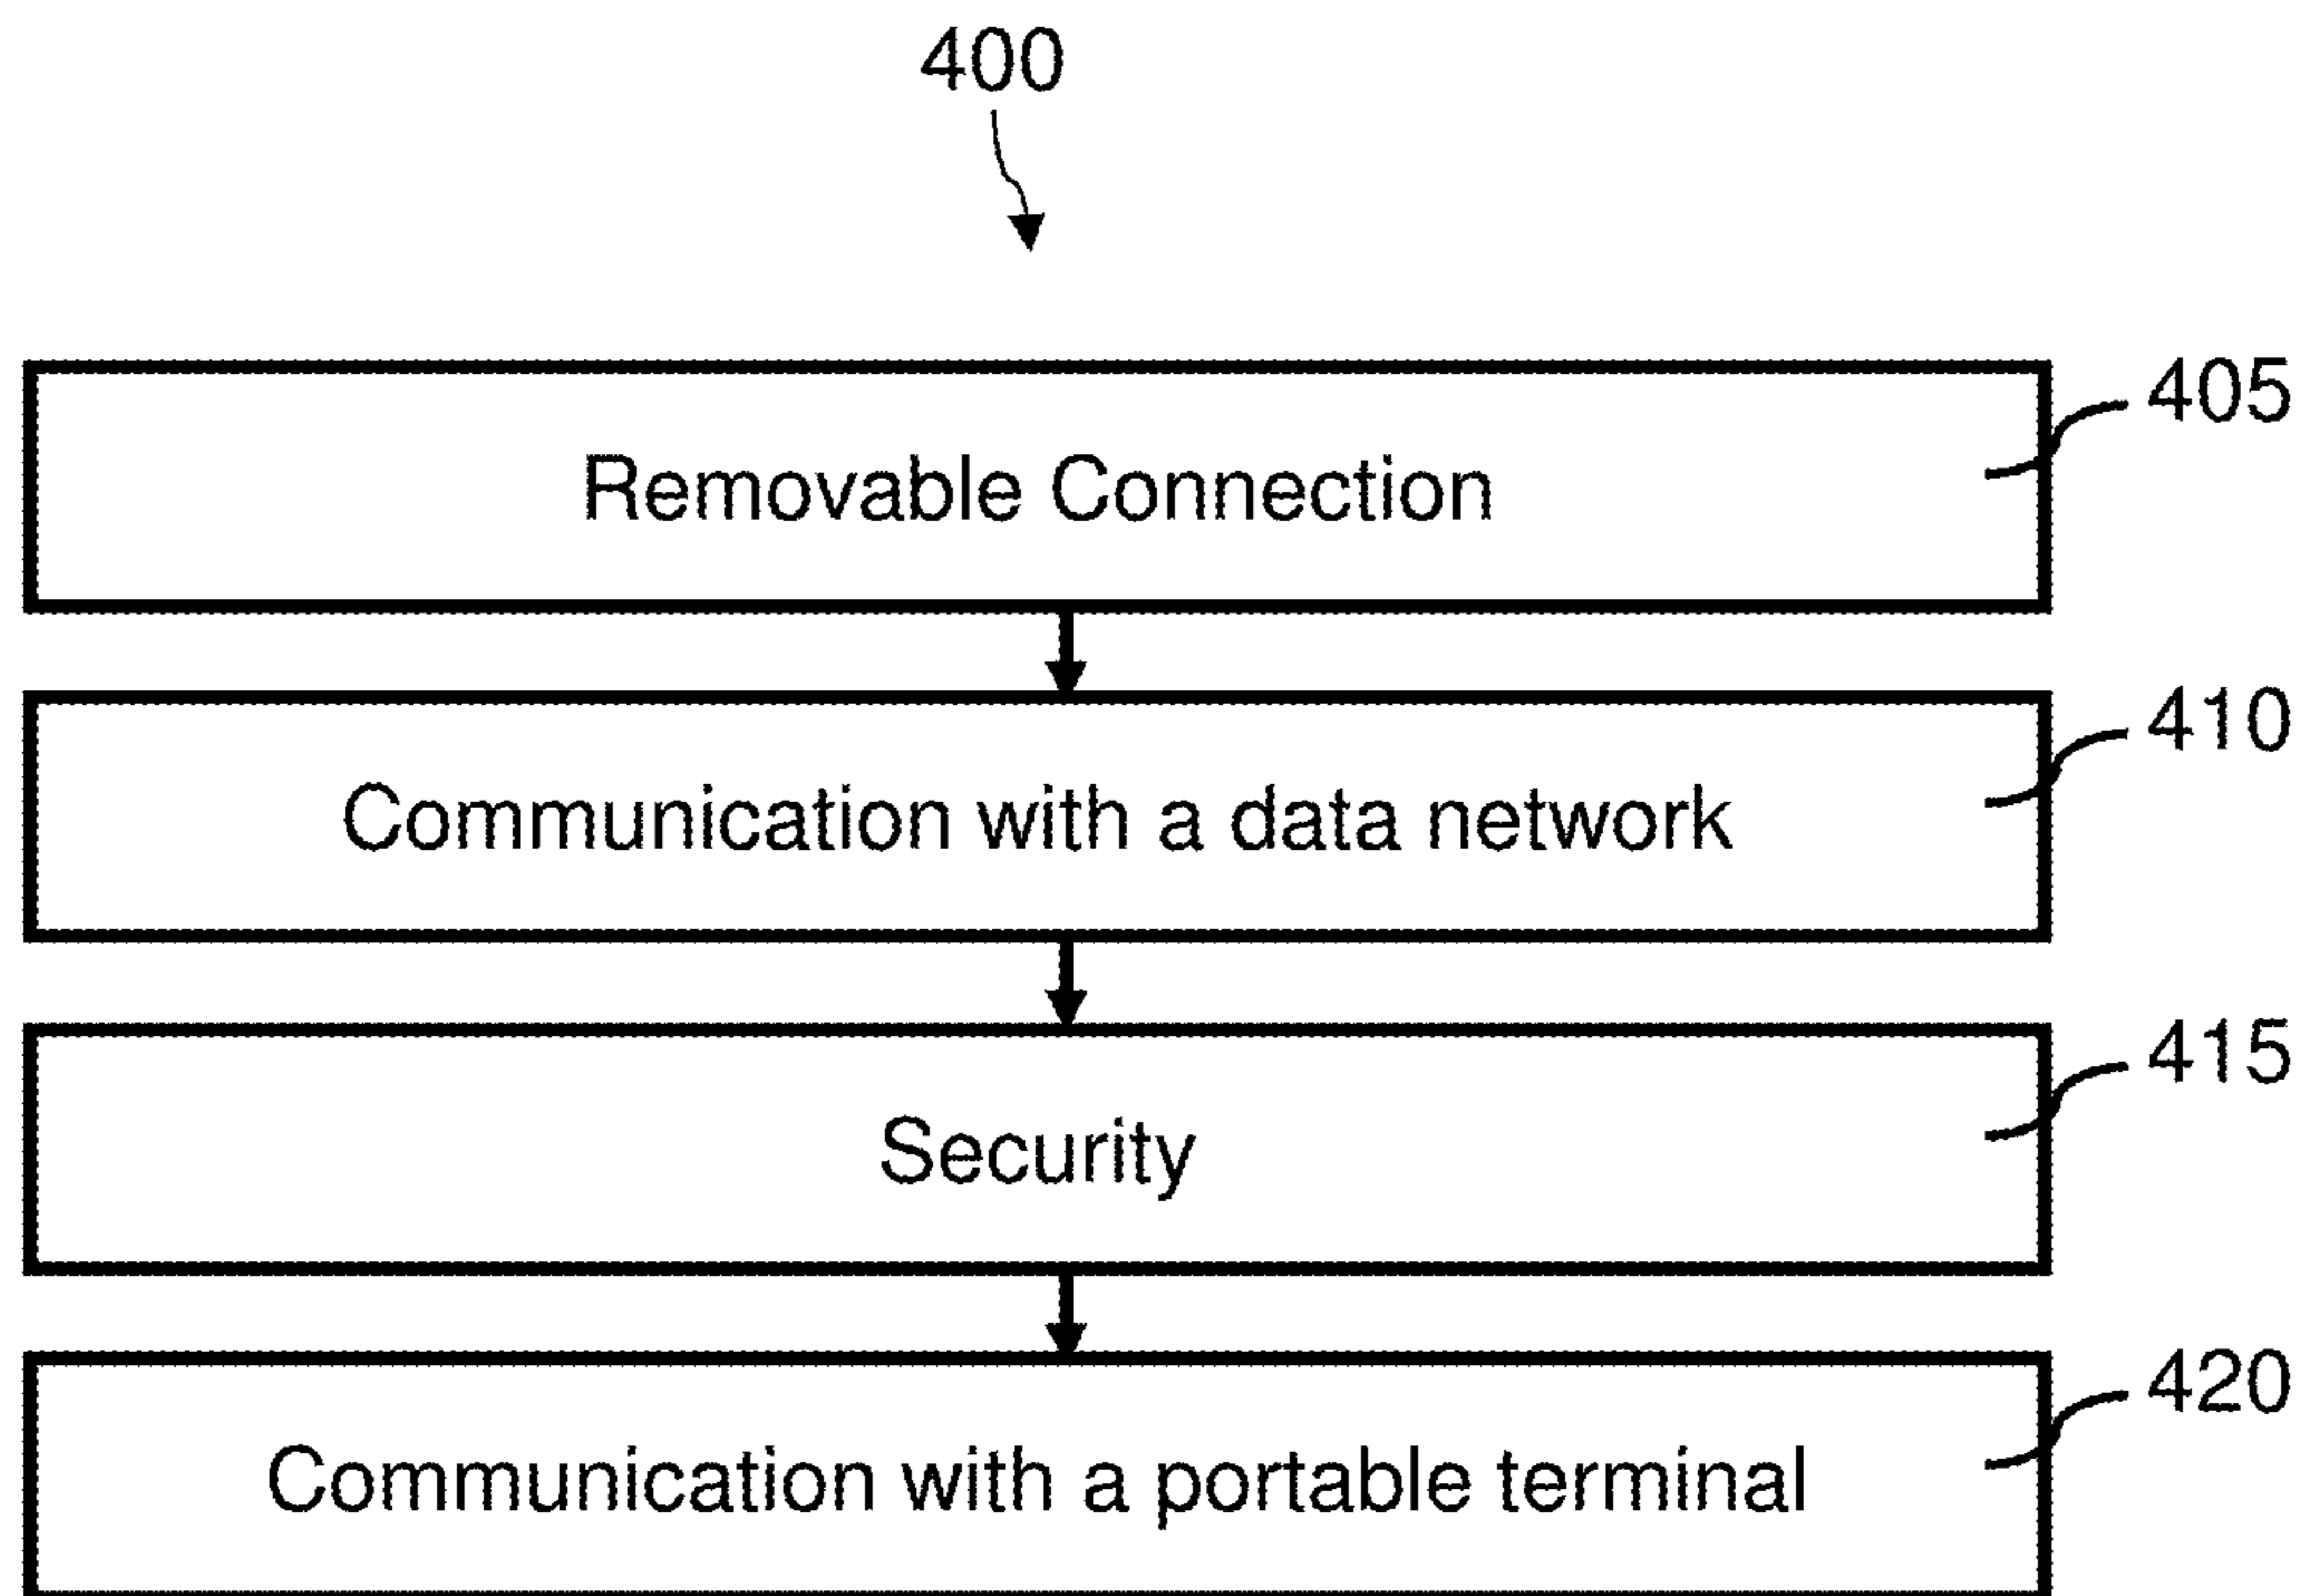 400
Removable Connection
405
Communication with a data network
410
Security
415
Communication with a portable terminal
420